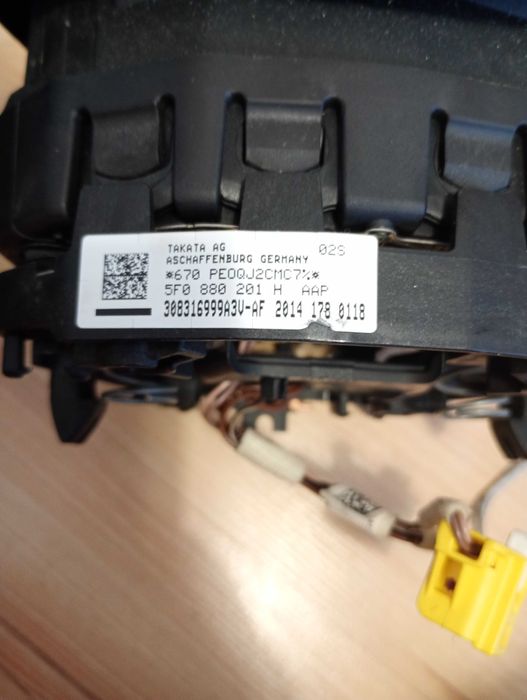 TAKATA AG 02S
ASCHAFFENBURG GERMANY
*670 PEOQJ2CMC7%*
5F0 880 201 H AAP
308316999A3V-AF 2014 178 0118